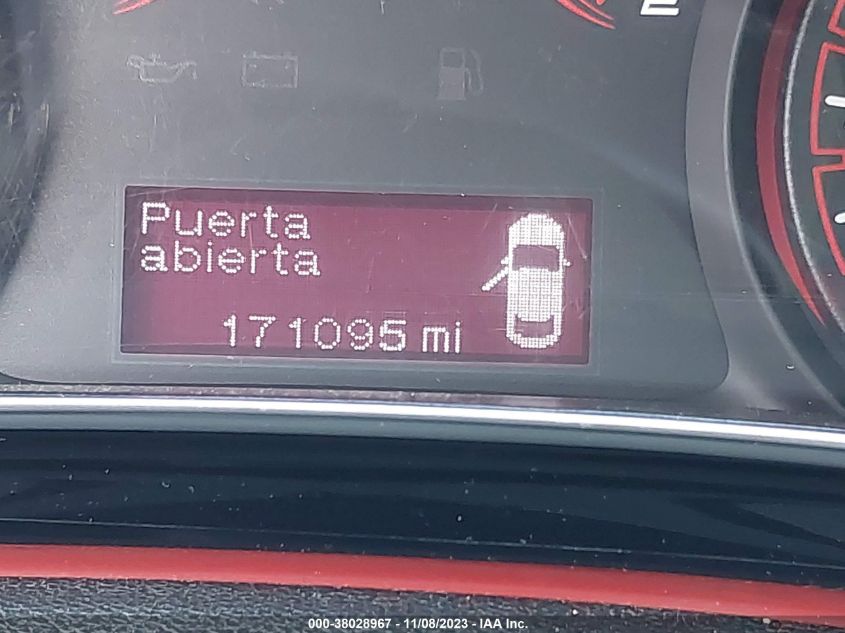 E
Puerta
abierta
171095 mi
000-38028967 - 11/08/2023 - IAA Inc.